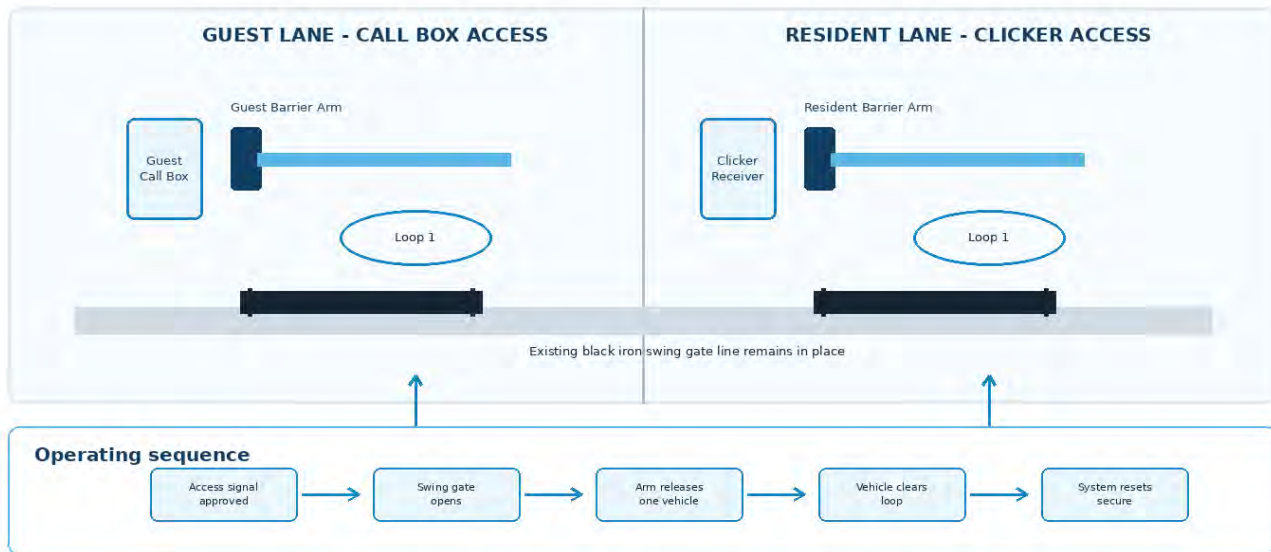 GUEST LANE - CALL BOX ACCESS
RESIDENT LANE - CLICKER ACCESS
Guest Barrier Arm
Resident Barrier Arm
Guest
Call Box
Clicker
Receiver
Loop 1
Loop 1
Existing black iron swing gate line remains in place
Operating sequence
Access signal
approved
Swing gate
opens
Arm releases
one vehicle
Vehicle clears
loop
System resets
secure